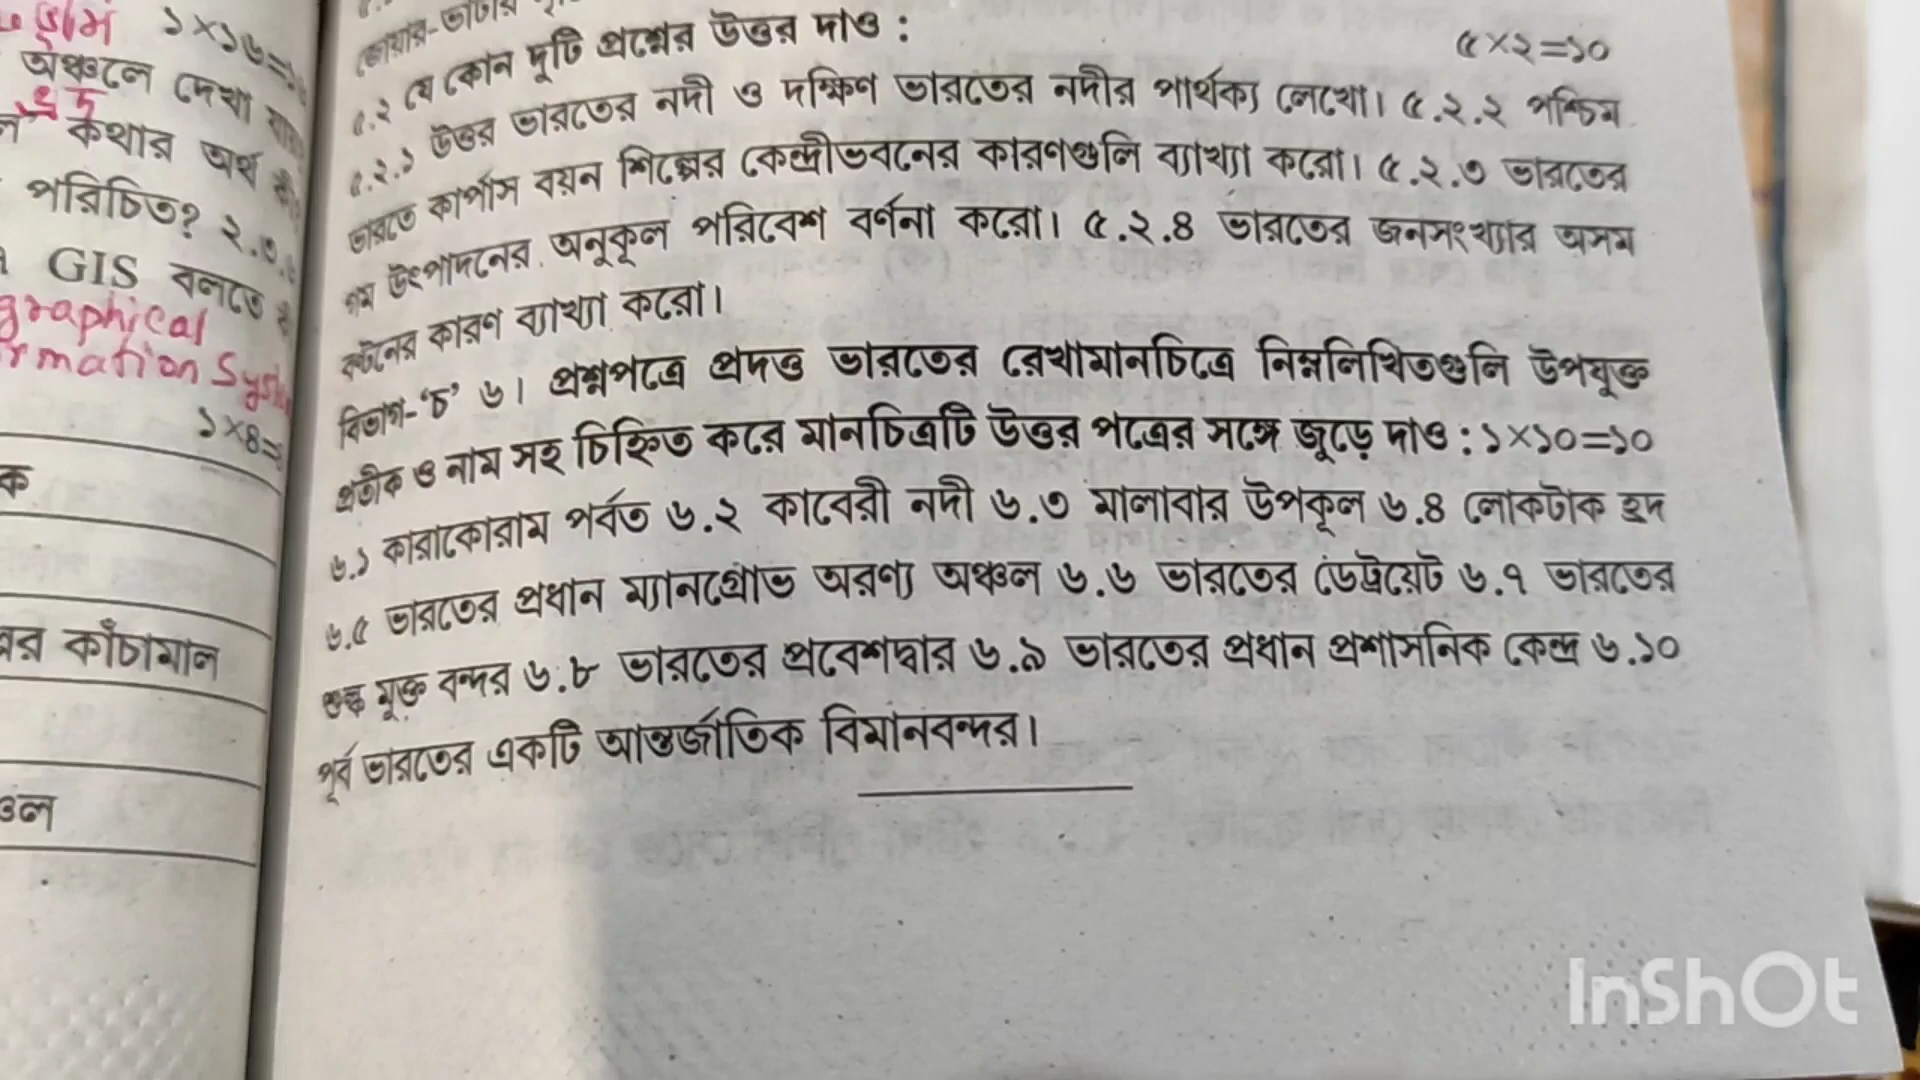 ১×১৬=১
অঞ্চলে দেখা
কথার অর্থ
পরিচিত? ২.৩.
GIS বলতে
graphical
rmation Syst
১×৪=
ক
র কাঁচামাল
জোয়ার-ভাটার
৫.২ যে কোন দুটি প্রশ্নের উত্তর দাও : ৫×২=১০
৫.২.১ উত্তর ভারতের নদী ও দক্ষিণ ভারতের নদীর পার্থক্য লেখো। ৫.২.২ পশ্চিম
ভারতে কার্পাস বয়ন শিল্পের কেন্দ্রীভবনের কারণগুলি ব্যাখ্যা করো। ৫.২.৩ ভারতের
গম উৎপাদনের অনুকূল পরিবেশ বর্ণনা করো। ৫.২.৪ ভারতের জনসংখ্যার অসম
বণ্টনের কারণ ব্যাখ্যা করো।
বিভাগ-‘চ’ ৬। প্রশ্নপত্রে প্রদত্ত ভারতের রেখামানচিত্রে নিম্নলিখিতগুলি উপযুক্ত
প্রতীক ও নাম সহ চিহ্নিত করে মানচিত্রটি উত্তর পত্রের সঙ্গে জুড়ে দাও : ১×১০=১০
৬.১ কারাকোরাম পর্বত ৬.২ কাবেরী নদী ৬.৩ মালাবার উপকূল ৬.৪ লোকটাক হ্রদ
৬.৫ ভারতের প্রধান ম্যানগ্রোভ অরণ্য অঞ্চল ৬.৬ ভারতের ডেট্রয়েট ৬.৭ ভারতের
শুল্ক মুক্ত বন্দর ৬.৮ ভারতের প্রবেশদ্বার ৬.৯ ভারতের প্রধান প্রশাসনিক কেন্দ্র ৬.১০
পূর্ব ভারতের একটি আন্তর্জাতিক বিমানবন্দর।
InShOt